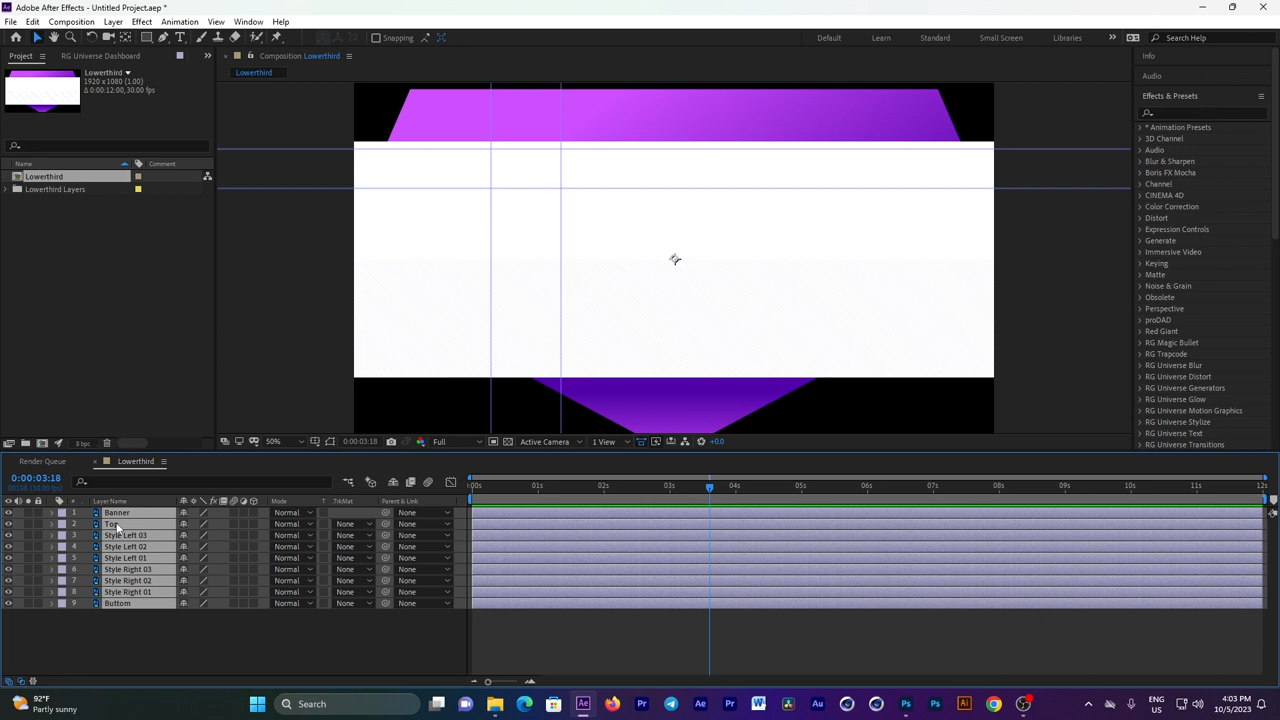 Adobe After Effects - Untitled Project.aep *
File Edit Composition Layer Effect Animation View Window Help
Snapping Default Learn Standard Small Screen Libraries Search Help
Project RG Universe Dashboard Composition Lowerthird Info
Lowerthird
Lowerthird
1920 x 1080 (1.00)
Δ 0:00:12:00, 30.00 fps
Audio
Effects & Presets
* Animation Presets
3D Channel
Audio
Blur & Sharpen
Boris FX Mocha
Channel
CINEMA 4D
Color Correction
Distort
Expression Controls
Generate
Immersive Video
Keying
Matte
Noise & Grain
Obsolete
Perspective
proDAD
Red Giant
RG Magic Bullet
RG Trapcode
RG Universe Blur
RG Universe Distort
RG Universe Generators
RG Universe Glow
RG Universe Motion Graphics
RG Universe Stylize
RG Universe Text
RG Universe Transitions
Name Comment
Lowerthird
Lowerthird Layers
8 bpc 50% 0:00:03:18 Full Active Camera 1 View +0.0
Render Queue Lowerthird
0:00:03:18
00108 (30.00 fps)
:00s 01s 02s 03s 04s 05s 06s 07s 08s 09s 10s 11s 12s
# Layer Name Mode T .TrkMat Parent & Link
1 Banner Normal None
2 Top Normal None None
3 Style Left 03 Normal None None
4 Style Left 02 Normal None None
5 Style Left 01 Normal None None
6 Style Right 03 Normal None None
7 Style Right 02 Normal None None
8 Style Right 01 Normal None None
9 Buttom Normal None None
92°F
Partly sunny
Search
ENG
US
4:03 PM
10/5/2023